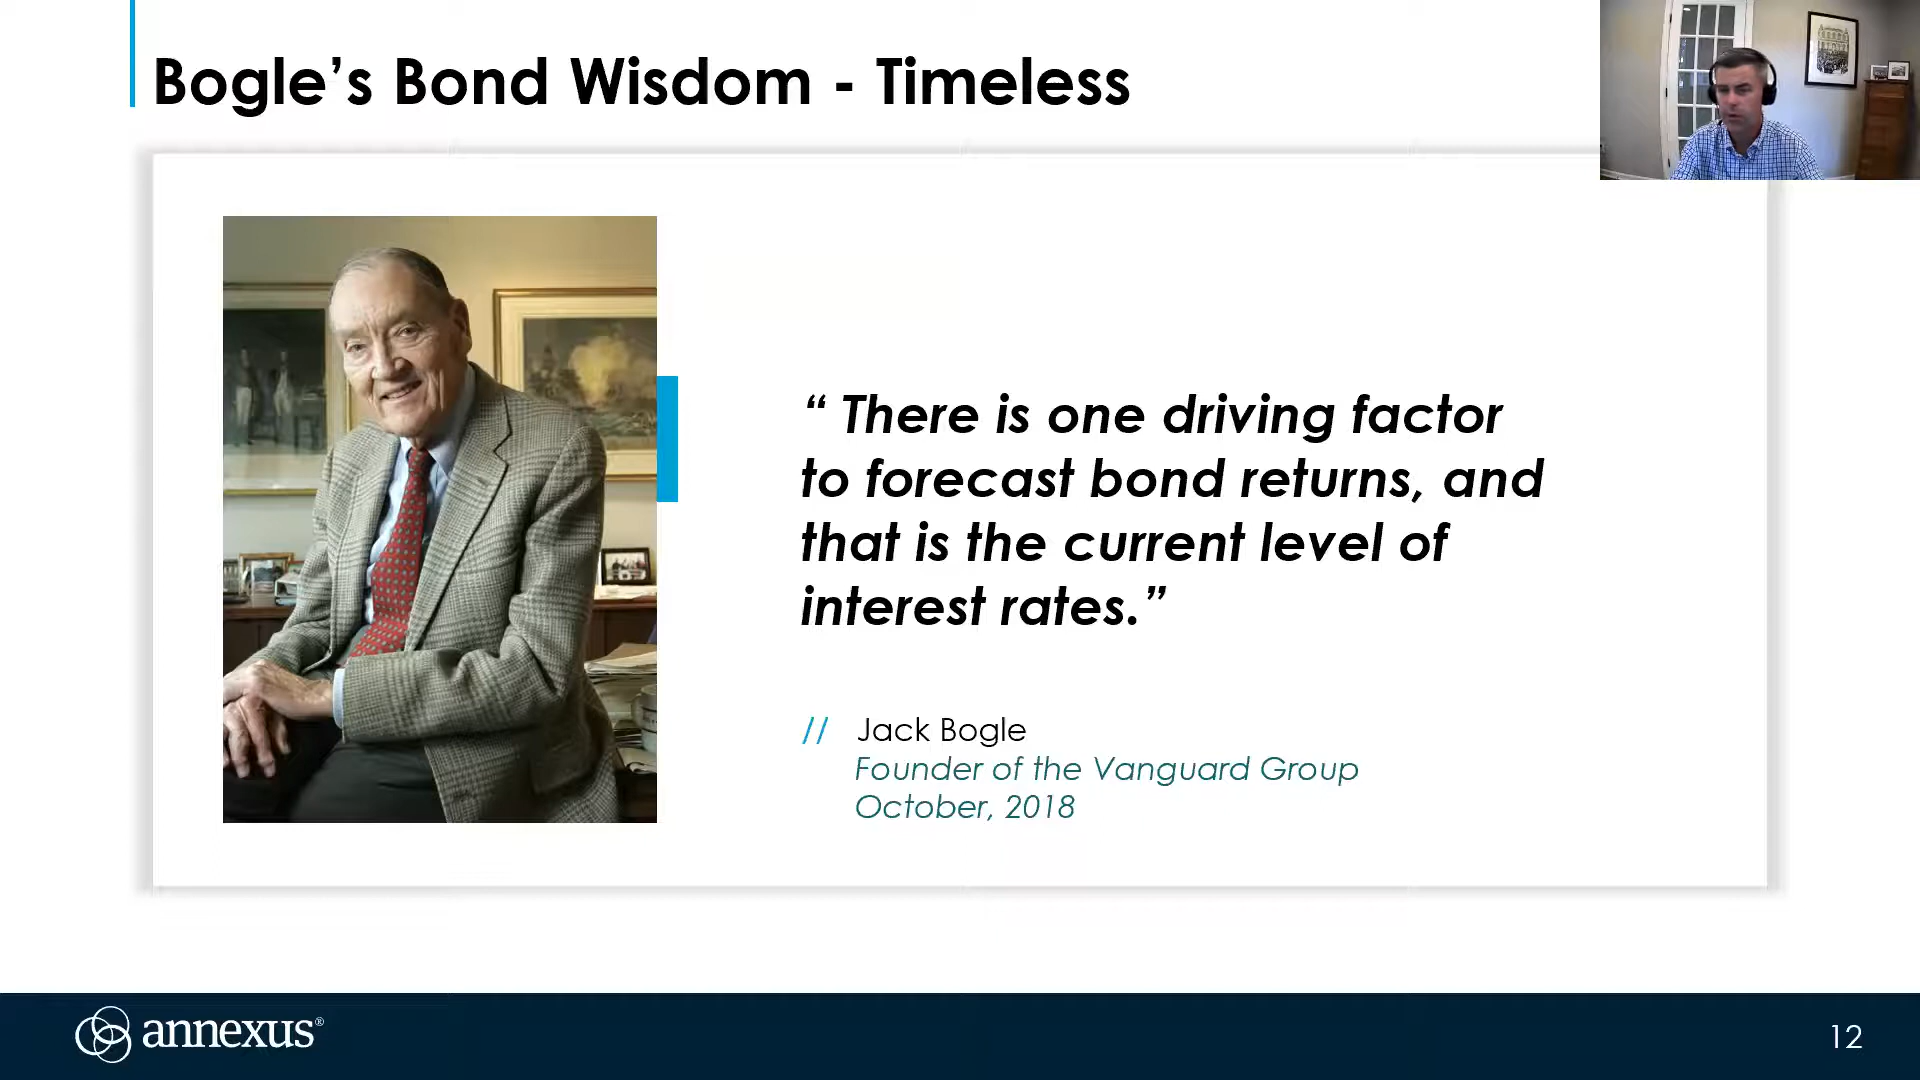 Bogle’s Bond Wisdom - Timeless
“ There is one driving factor
to forecast bond returns, and
that is the current level of
interest rates.”
// Jack Bogle
Founder of the Vanguard Group
October, 2018
annexus®
12